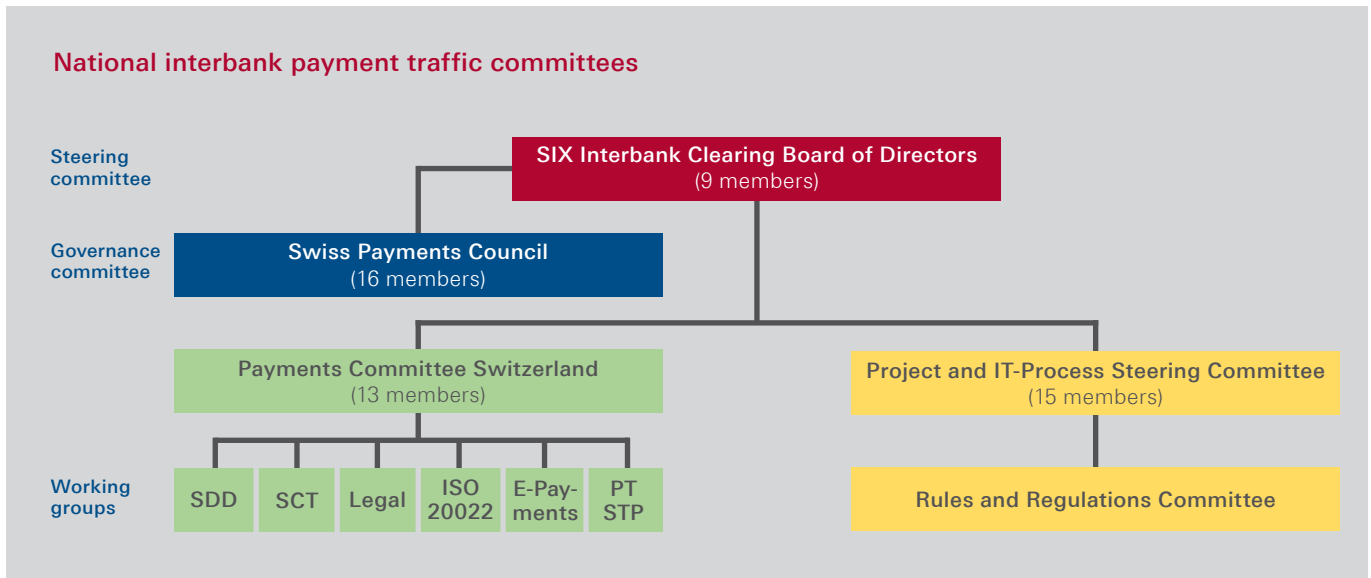 National interbank payment traffic committees
Steering
committee
SIX Interbank Clearing Board of Directors
(9 members)
Governance
committee
Swiss Payments Council
(16 members)
Payments Committee Switzerland
(13 members)
Project and IT-Process Steering Committee
(15 members)
Working
groups
SDD
SCT
Legal
ISO
20022
E-Pay-
ments
PT
STP
Rules and Regulations Committee